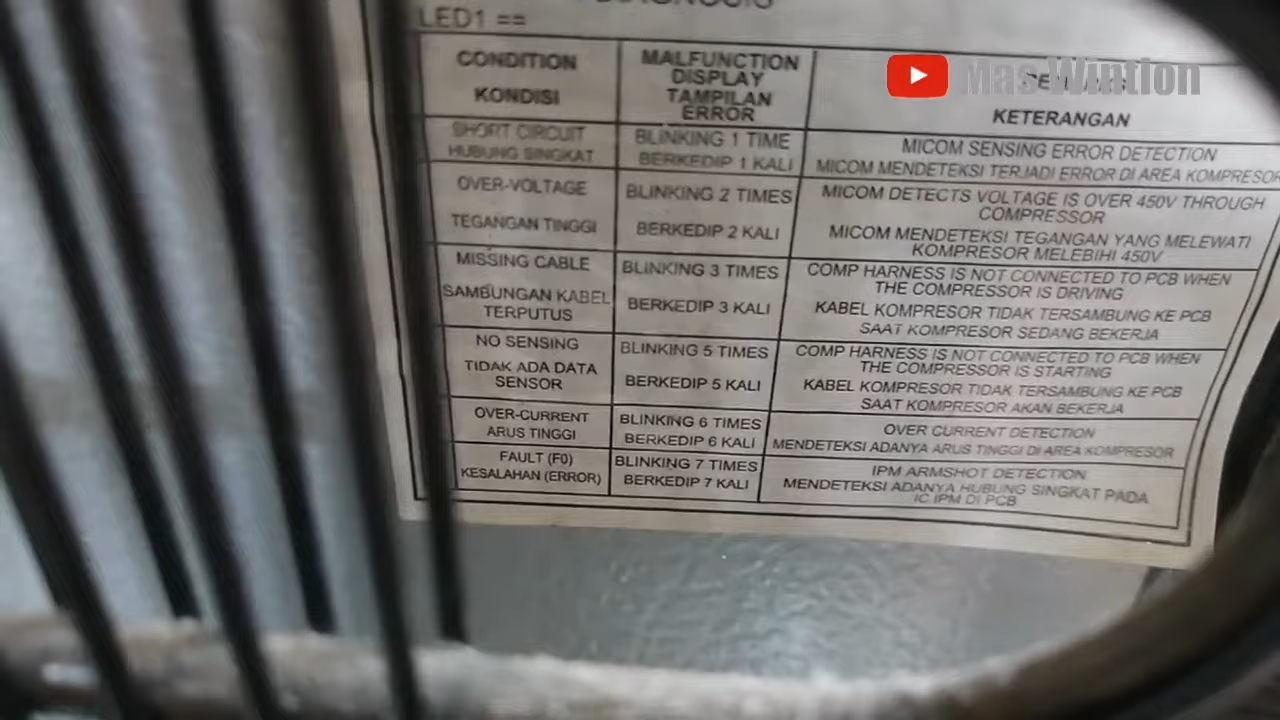 DIAGNOSIS
LED1 ==
CONDITION
KONDISI
MALFUNCTION
DISPLAY
TAMPILAN
ERROR
Mas Wintion
KETERANGAN
SHORT CIRCUIT
HUBUNG SINGKAT
BLINKING 1 TIME
BERKEDIP 1 KALI
MICOM SENSING ERROR DETECTION
MICOM MENDETEKSI TERJADI ERROR DI AREA KOMPRESOR
OVER-VOLTAGE
TEGANGAN TINGGI
BLINKING 2 TIMES
BERKEDIP 2 KALI
MICOM DETECTS VOLTAGE IS OVER 450V THROUGH
COMPRESSOR
MICOM MENDETEKSI TEGANGAN YANG MELEWATI
KOMPRESOR MELEBIHI 450V
MISSING CABLE
SAMBUNGAN KABEL
TERPUTUS
BLINKING 3 TIMES
BERKEDIP 3 KALI
COMP HARNESS IS NOT CONNECTED TO PCB WHEN
THE COMPRESSOR IS DRIVING
KABEL KOMPRESOR TIDAK TERSAMBUNG KE PCB
SAAT KOMPRESOR SEDANG BEKERJA
NO SENSING
TIDAK ADA DATA
SENSOR
BLINKING 5 TIMES
BERKEDIP 5 KALI
COMP HARNESS IS NOT CONNECTED TO PCB WHEN
THE COMPRESSOR IS STARTING
KABEL KOMPRESOR TIDAK TERSAMBUNG KE PCB
SAAT KOMPRESOR AKAN BEKERJA
OVER-CURRENT
ARUS TINGGI
BLINKING 6 TIMES
BERKEDIP 6 KALI
OVER CURRENT DETECTION
MENDETEKSI ADANYA ARUS TINGGI DI AREA KOMPRESOR
FAULT (F0)
KESALAHAN (ERROR)
BLINKING 7 TIMES
BERKEDIP 7 KALI
IPM ARMSHOT DETECTION
MENDETEKSI ADANYA HUBUNG SINGKAT PADA
IC IPM DI PCB